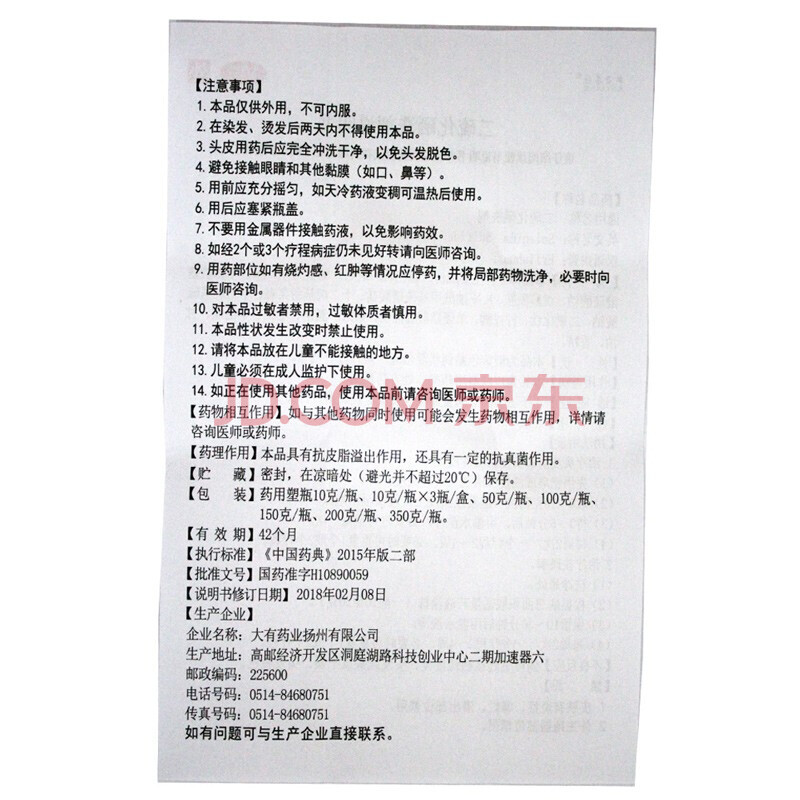 【注意事项】
1. 本品仅供外用，不可内服。
2. 在染发、烫发后两天内不得使用本品。
3. 头皮用药后应完全冲洗干净，以免头发脱色。
4. 避免接触眼睛和其他黏膜（如口、鼻等）。
5. 用前应充分摇匀，如天冷药液变稠可温热后使用。
6. 用后应塞紧瓶盖。
7. 不要用金属器件接触药液，以免影响药效。
8. 如经2个或3个疗程病症仍未见好转请向医师咨询。
9. 用药部位如有烧灼感、红肿等情况应停药，并将局部药物洗净，必要时向
医师咨询。
10. 对本品过敏者禁用，过敏体质者慎用。
11. 本品性状发生改变时禁止使用。
12. 请将本品放在儿童不能接触的地方。
13. 儿童必须在成人监护下使用。
14. 如正在使用其他药品，使用本品前请咨询医师或药师。
JD.COM 京东
【药物相互作用】如与其他药物同时使用可能会发生药物相互作用，详情请
咨询医师或药师。
【药理作用】本品具有抗皮脂溢出作用，还具有一定的抗真菌作用。
【贮 藏】密封，在凉暗处（避光并不超过20℃）保存。
【包 装】药用塑瓶10克/瓶、10克/瓶×3瓶/盒、50克/瓶、100克/瓶、
150克/瓶、200克/瓶、350克/瓶。
【有 效 期】42个月
【执行标准】《中国药典》2015年版二部
【批准文号】国药准字H10890059
【说明书修订日期】2018年02月08日
【生产企业】
企业名称：大有药业扬州有限公司
生产地址：高邮经济开发区洞庭湖路科技创业中心二期加速器六
邮政编码：225600
电话号码：0514-84680751
传真号码：0514-84680751
如有问题可与生产企业直接联系。